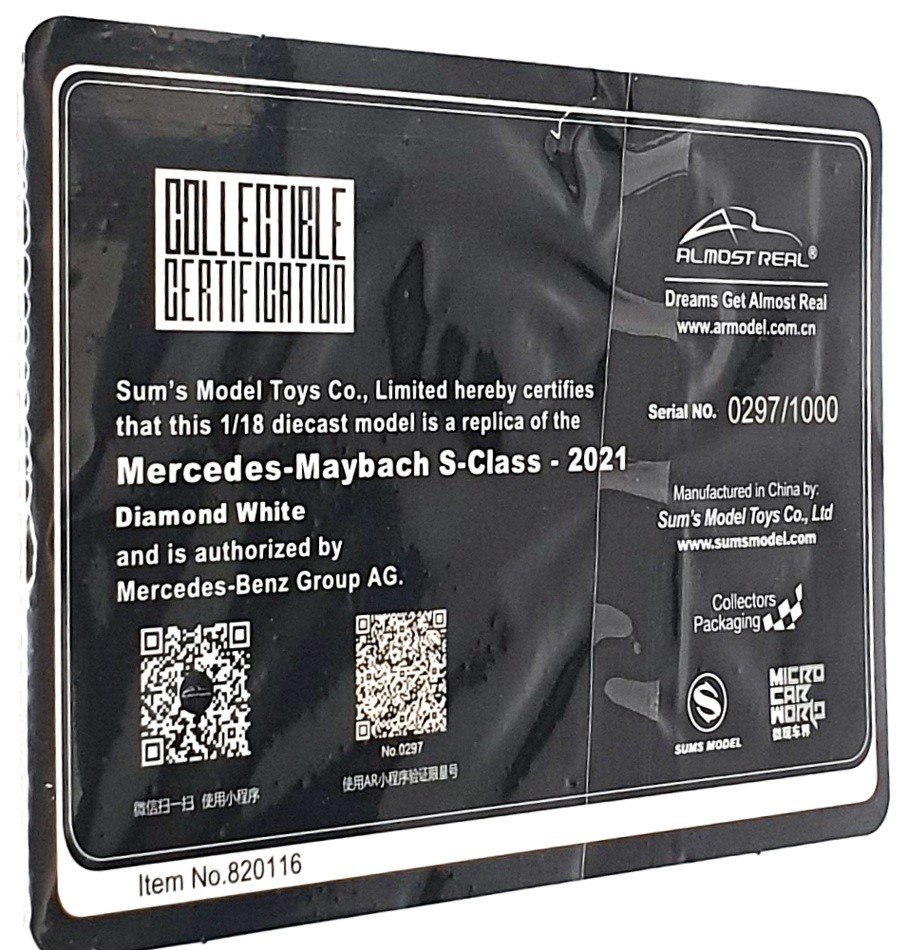 COLLECTIBLE
CERTIFICATION
Sum's Model Toys Co., Limited hereby certifies
that this 1/18 diecast model is a replica of the
Mercedes-Maybach S-Class - 2021
Diamond White
and is authorized by
Mercedes-Benz Group AG.
No.0297
微信扫一扫 使用小程序
使用AR小程序验证限量号
Item No.820116
ALMOST REAL®
Dreams Get Almost Real
www.armodel.com.cn
Serial NO. 0297/1000
Manufactured in China by:
Sum's Model Toys Co., Ltd
www.sumsmodel.com
Collectors
Packaging
SUMS MODEL
MICRO
CAR
WORLD
微现车界